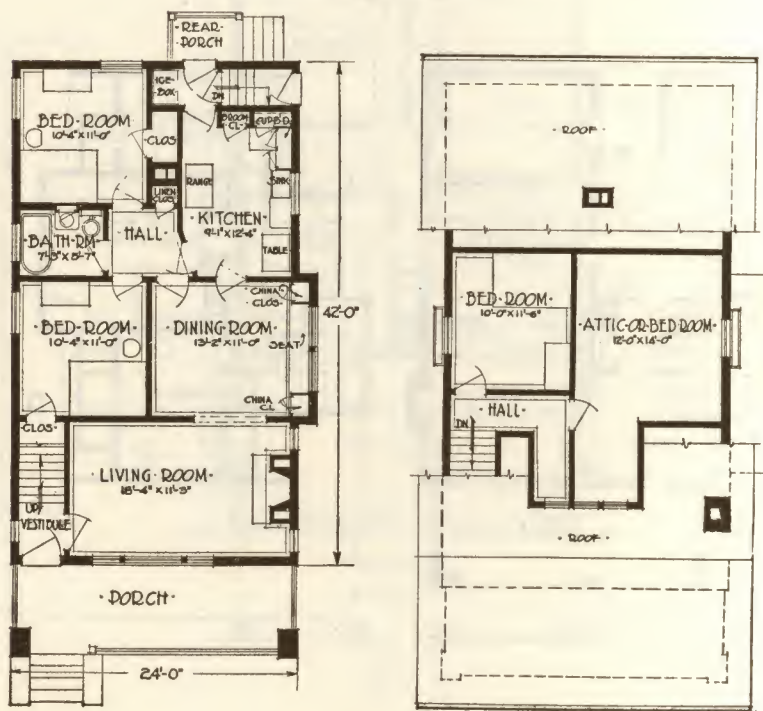 REAR
PORCH
ICE-
BOX
DN
BED·ROOM
10'-4"X11'-0"
CLOS
BROOM
CL
CUPB'D
RANGE
SINK
LINEN
CLOS
KITCHEN
9'-1"X12'-4"
HALL
BATH·RM
7'-3"X5'-7"
TABLE
BED·ROOM
10'-4"X11'-0"
DINING·ROOM
13'-2"X11'-0"
CHINA
CLOS
SEAT
42'-0"
CHINA
CL
CLOS
LIVING·ROOM
18'-4"X11'-3"
UP
VESTIBULE
·PORCH·
24'-0"
·ROOF·
BED·ROOM
10'-0"X11'-6"
ATTIC·OR·BED·ROOM
12'-0"X14'-0"
·HALL·
DN
·ROOF·